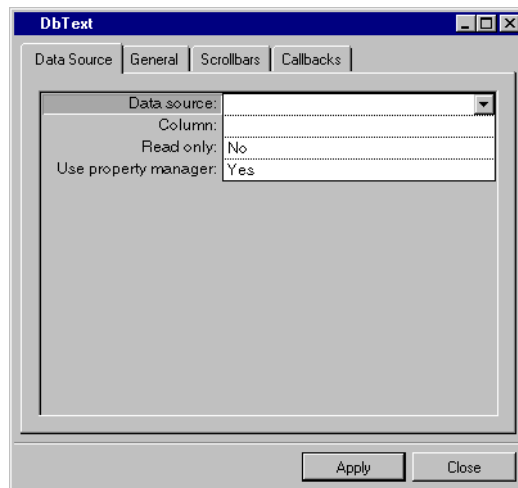 DbText
Data Source General Scrollbars Callbacks
Data source:
Column:
Read only: No
Use property manager: Yes
Apply Close